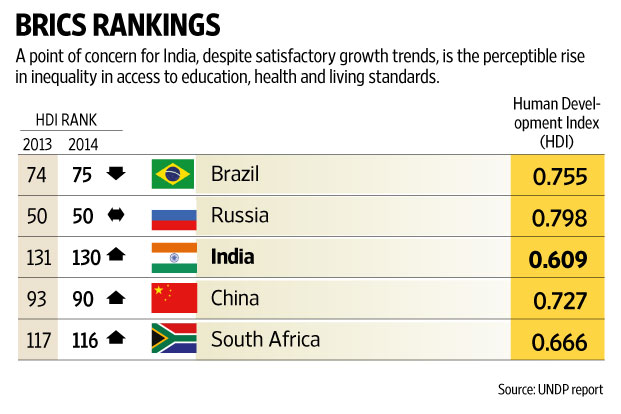 BRICS RANKINGS
A point of concern for India, despite satisfactory growth trends, is the perceptible rise
in inequality in access to education, health and living standards.
HDI RANK
2013 2014
Human Devel-
opment Index
(HDI)
74 75 Brazil 0.755
50 50 Russia 0.798
131 130 India 0.609
93 90 China 0.727
117 116 South Africa 0.666
Source: UNDP report